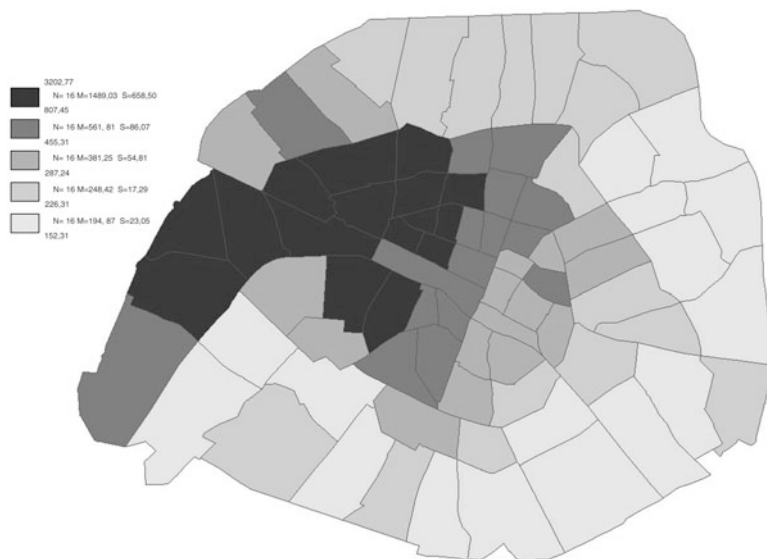 3202,77
N= 16 M=1489,03 S=658,50
807,45
N= 16 M=561, 81 S=86,07
455,31
N= 16 M=381,25 S=54,81
287,24
N= 16 M=248,42 S=17,29
226,31
N= 16 M=194, 87 S=23,05
152,31